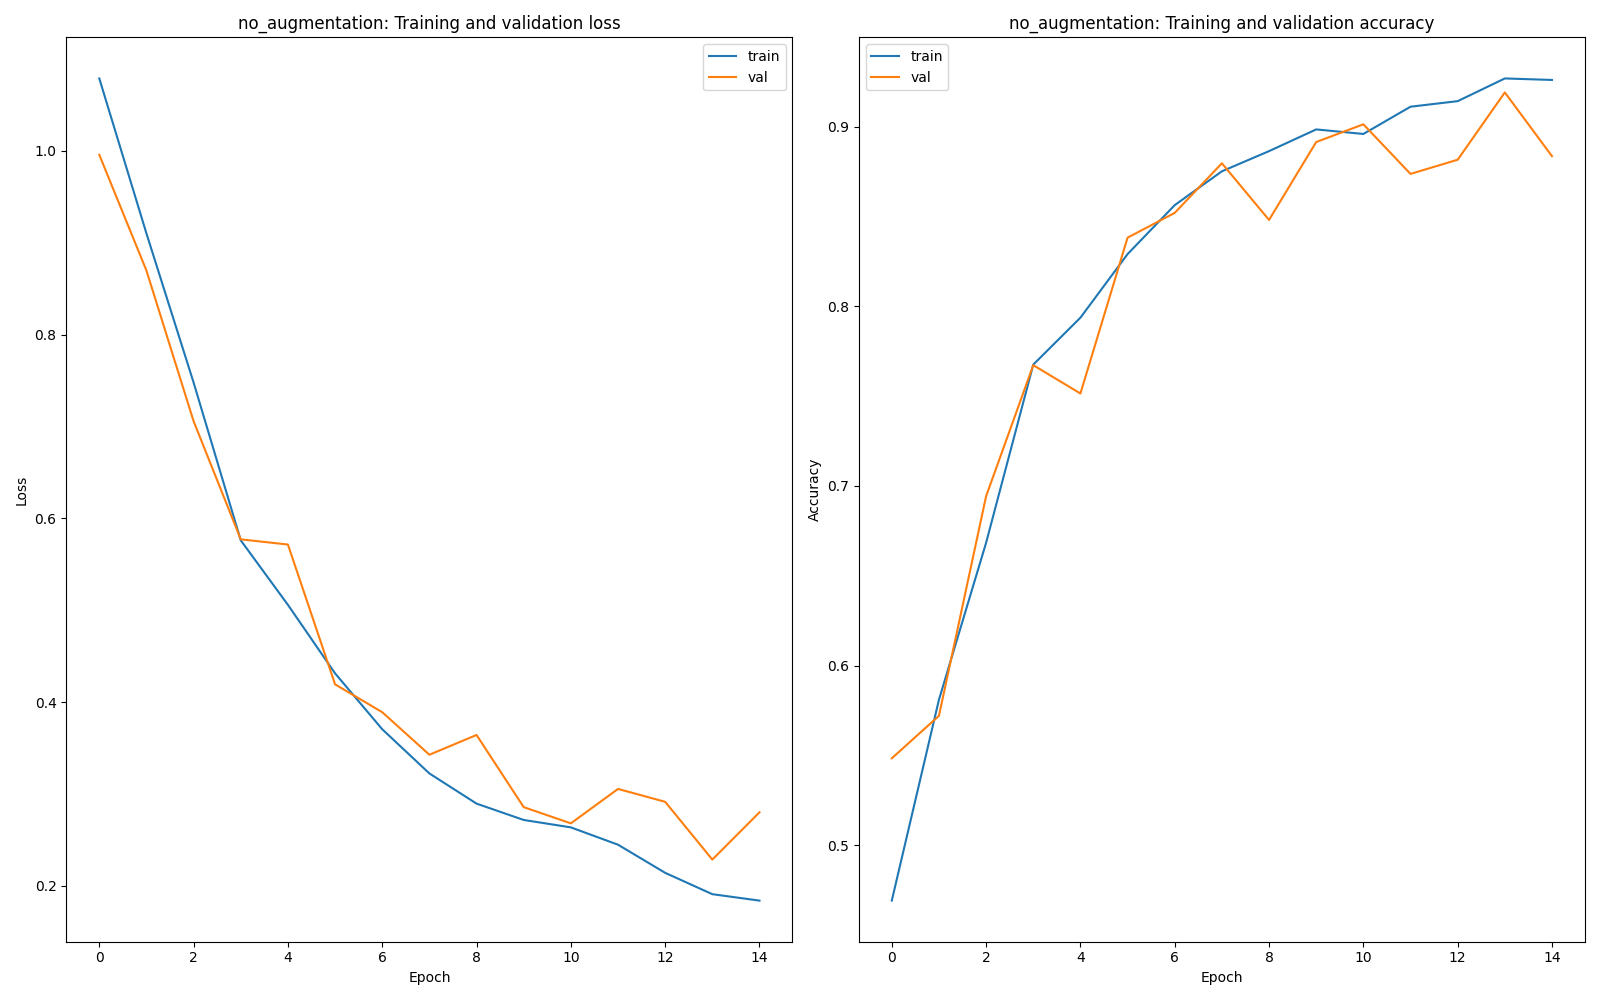 no_augmentation: Training and validation loss
train
val
1.0
0.8
0.6
0.4
0.2
Loss
0 2 4 6 8 10 12 14
Epoch
no_augmentation: Training and validation accuracy
train
val
0.9
0.8
0.7
0.6
0.5
Accuracy
0 2 4 6 8 10 12 14
Epoch